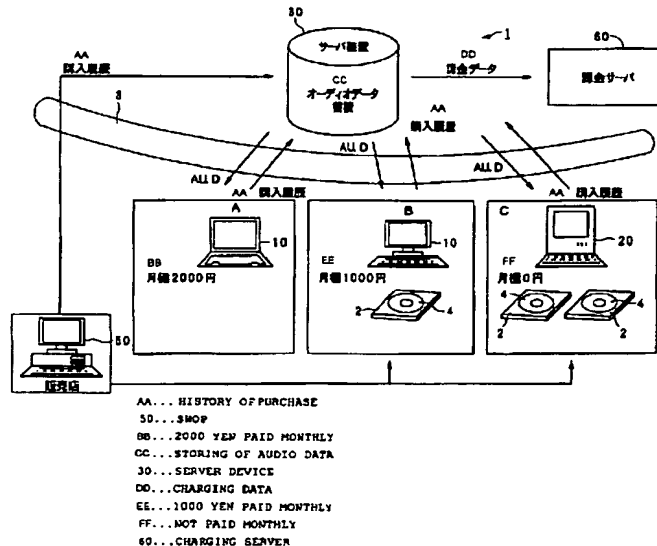 30
サーバ装置
1
60
AA
購入履歴
CC
オーディオデータ
蓄積
DD
課金データ
課金サーバ
AA
購入履歴
8
ALL D
AA 購入履歴
ALL D
ALL D
AA 購入履歴
A
10
BB
月極2000円
B
10
EE
月極1000円
2
4
C
20
FF
月極0円
4
2
4
2
50
販売店
AA... HISTORY OF PURCHASE
50...SHOP
BB...2000 YEN PAID MONTHLY
CC...STORING OF AUDIO DATA
30...SERVER DEVICE
DD...CHARGING DATA
EE...1000 YEN PAID MONTHLY
FF...NOT PAID MONTHLY
60...CHARGING SERVER